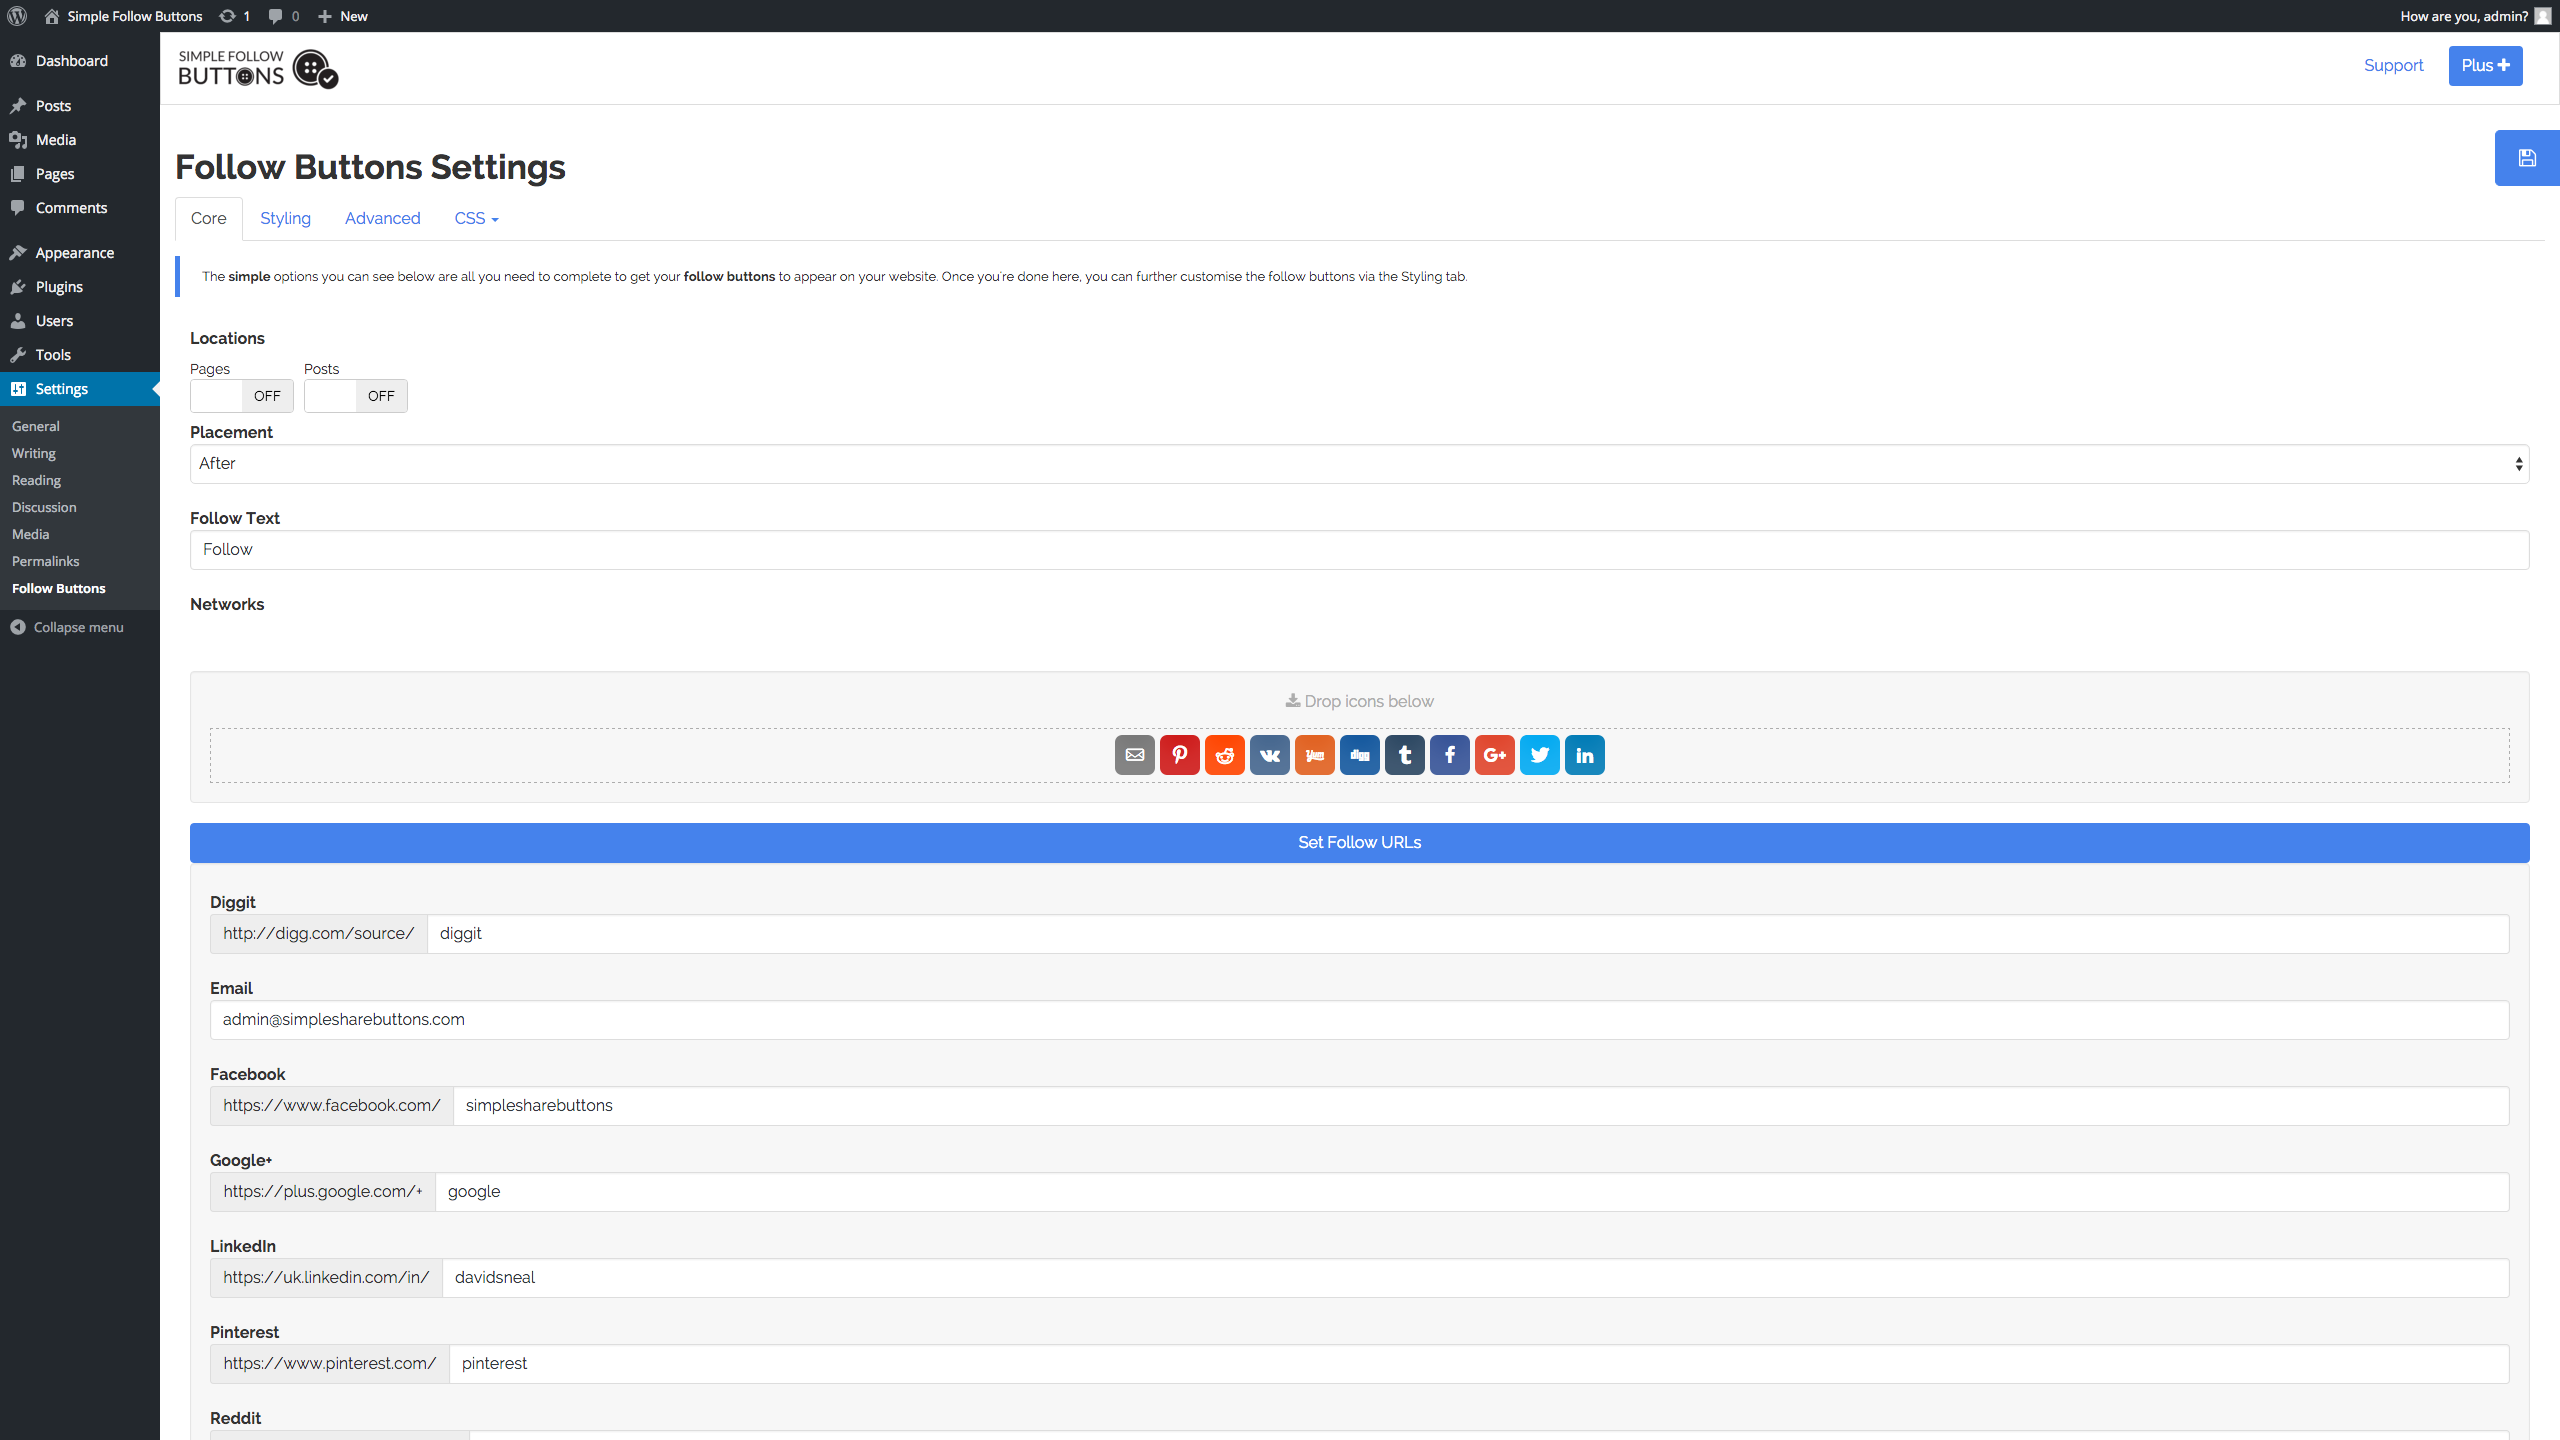 Simple Follow Buttons 1 0 New How are you, admin?
Dashboard
Posts
Media
Pages
Comments
Appearance
Plugins
Users
Tools
Settings
General
Writing
Reading
Discussion
Media
Permalinks
Follow Buttons
Collapse menu
SIMPLE FOLLOW
BUTTONS
Support Plus
Follow Buttons Settings
Core Styling Advanced CSS
The simple options you can see below are all you need to complete to get your follow buttons to appear on your website. Once you're done here, you can further customise the follow buttons via the Styling tab.
Locations
Pages Posts
OFF OFF
Placement
After
Follow Text
Follow
Networks
Drop icons below
Yum digg t f G+ in
Set Follow URLs
Diggit
http://digg.com/source/ diggit
Email
admin@simplesharebuttons.com
Facebook
https://www.facebook.com/ simplesharebuttons
Google+
https://plus.google.com/+ google
LinkedIn
https://uk.linkedin.com/in/ davidsneal
Pinterest
https://www.pinterest.com/ pinterest
Reddit